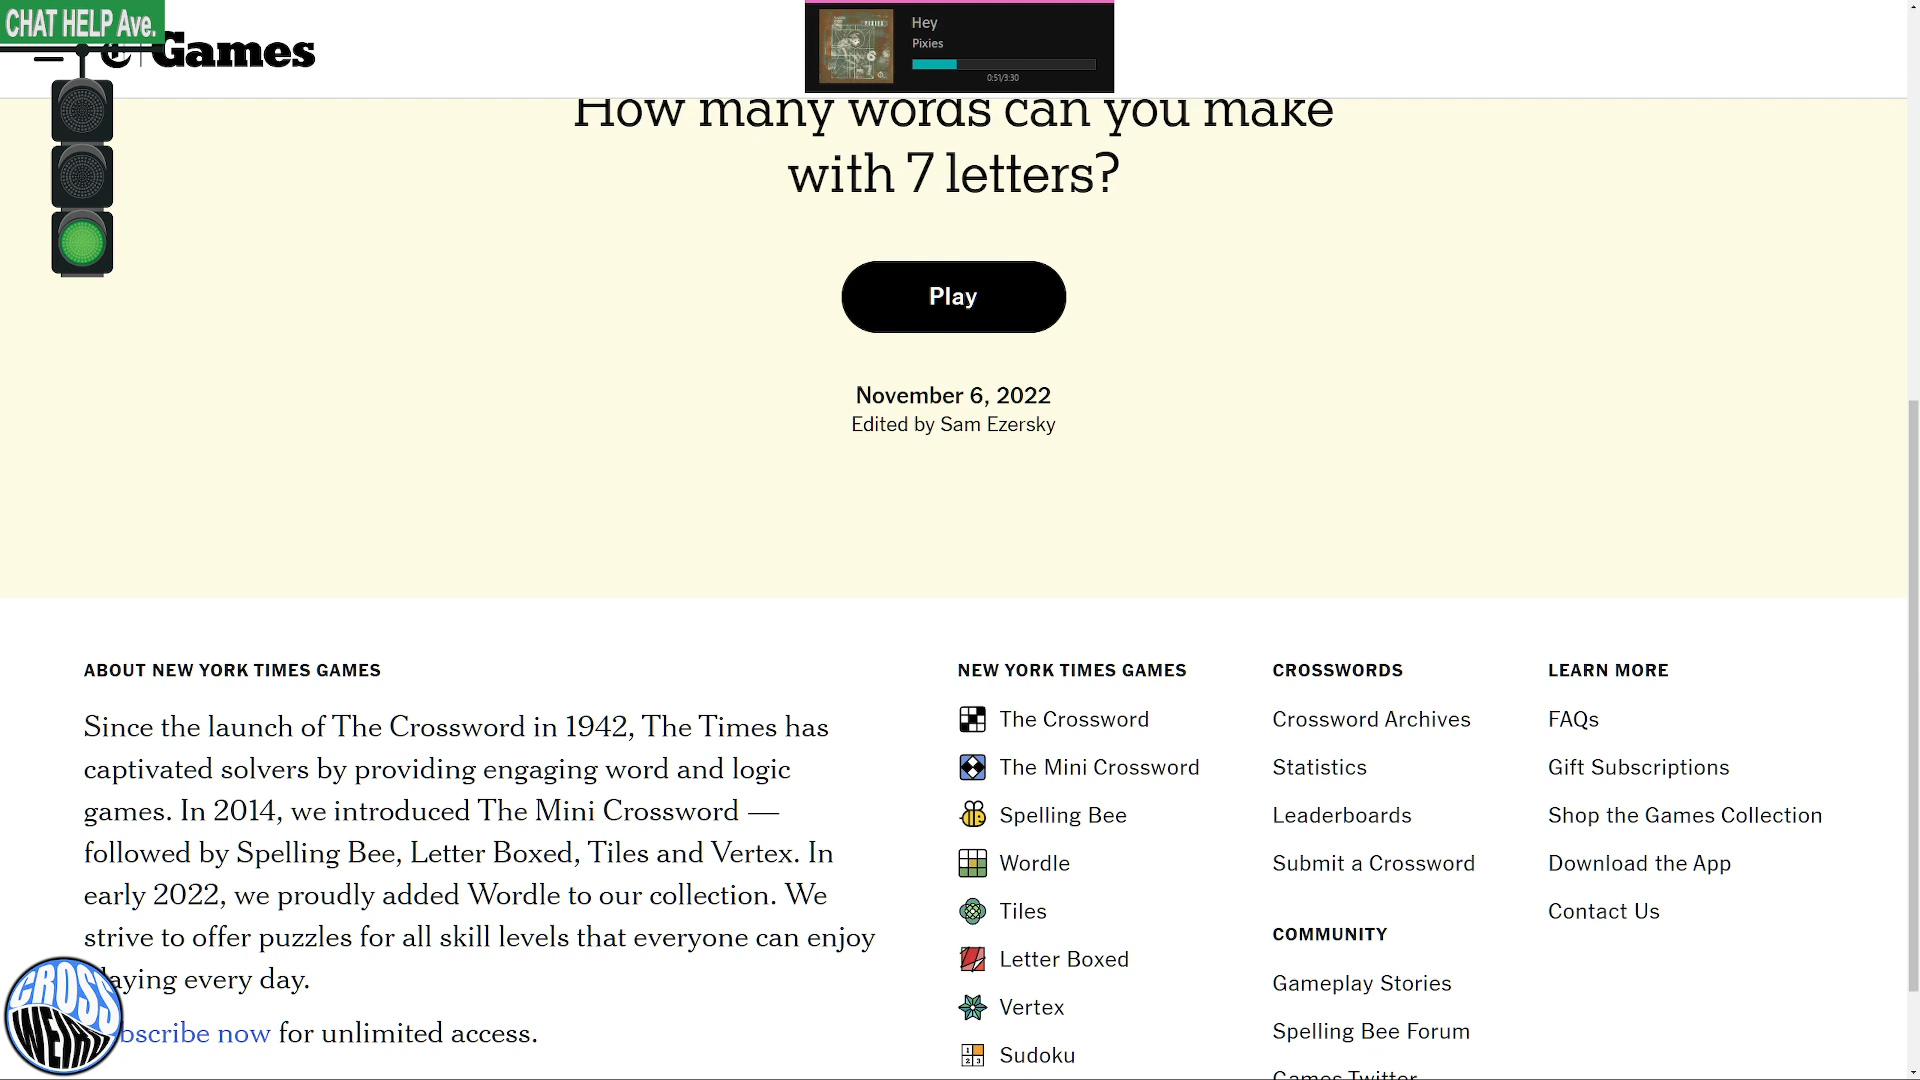 CHAT HELP Ave.
Games
Hey
Pixies
0:51/3:30
How many words can you make
with 7 letters?
Play
November 6, 2022
Edited by Sam Ezersky
ABOUT NEW YORK TIMES GAMES
Since the launch of The Crossword in 1942, The Times has
captivated solvers by providing engaging word and logic
games. In 2014, we introduced The Mini Crossword —
followed by Spelling Bee, Letter Boxed, Tiles and Vertex. In
early 2022, we proudly added Wordle to our collection. We
strive to offer puzzles for all skill levels that everyone can enjoy
laying every day.
bscribe now for unlimited access.
CROSS
WEIRD
NEW YORK TIMES GAMES
The Crossword
The Mini Crossword
Spelling Bee
Wordle
Tiles
Letter Boxed
Vertex
Sudoku
CROSSWORDS
Crossword Archives
Statistics
Leaderboards
Submit a Crossword
COMMUNITY
Gameplay Stories
Spelling Bee Forum
Games Twitter
LEARN MORE
FAQs
Gift Subscriptions
Shop the Games Collection
Download the App
Contact Us